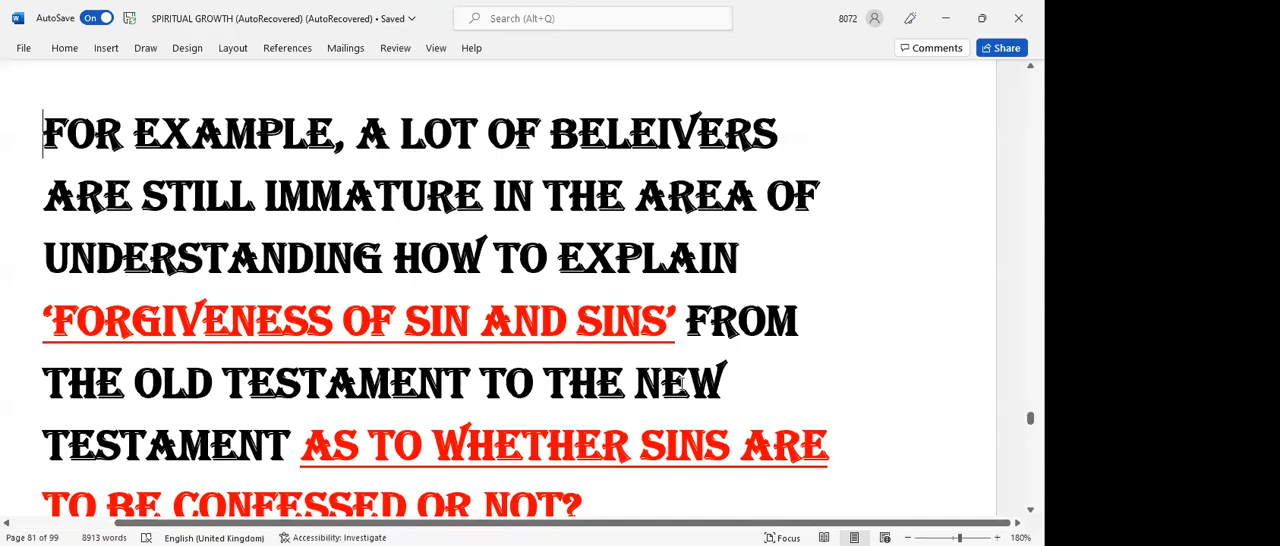 AutoSave On SPIRITUAL GROWTH (AutoRecovered) (AutoRecovered) • Saved Search (Alt+Q) 8072
File Home Insert Draw Design Layout References Mailings Review View Help Comments Share
FOR EXAMPLE, A LOT OF BELEIVERS
ARE STILL IMMATURE IN THE AREA OF
UNDERSTANDING HOW TO EXPLAIN
‘FORGIVENESS OF SIN AND SINS’ FROM
THE OLD TESTAMENT TO THE NEW
TESTAMENT AS TO WHETHER SINS ARE
TO BE CONFESSED OR NOT?
Page 81 of 99 8913 words English (United Kingdom) Accessibility: Investigate Focus 180%